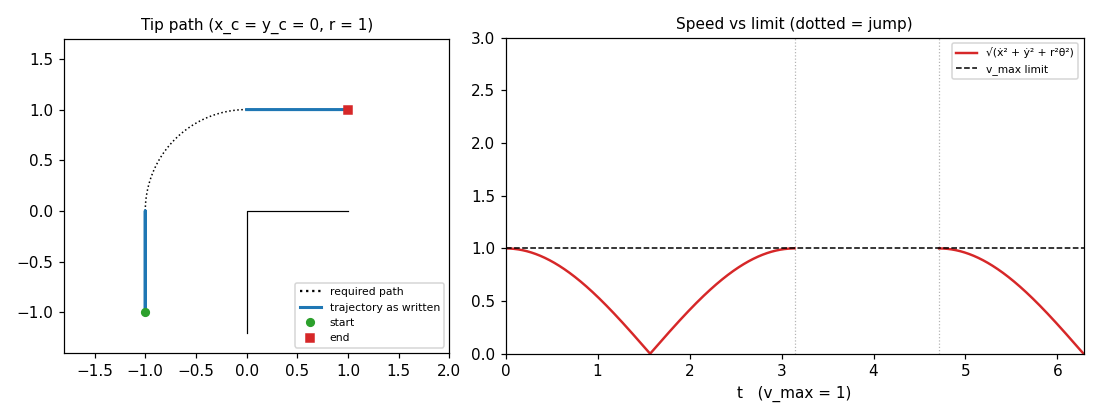 Tip path (x_c = y_c = 0, r = 1)
1.5
1.0
0.5
0.0
−0.5
−1.0
−1.5 −1.0 −0.5 0.0 0.5 1.0 1.5 2.0
required path
trajectory as written
start
end
Speed vs limit (dotted = jump)
3.0
2.5
2.0
1.5
1.0
0.5
0.0
0 1 2 3 4 5 6
t (v_max = 1)
√(ẋ² + ẏ² + r²θ̇²)
v_max limit